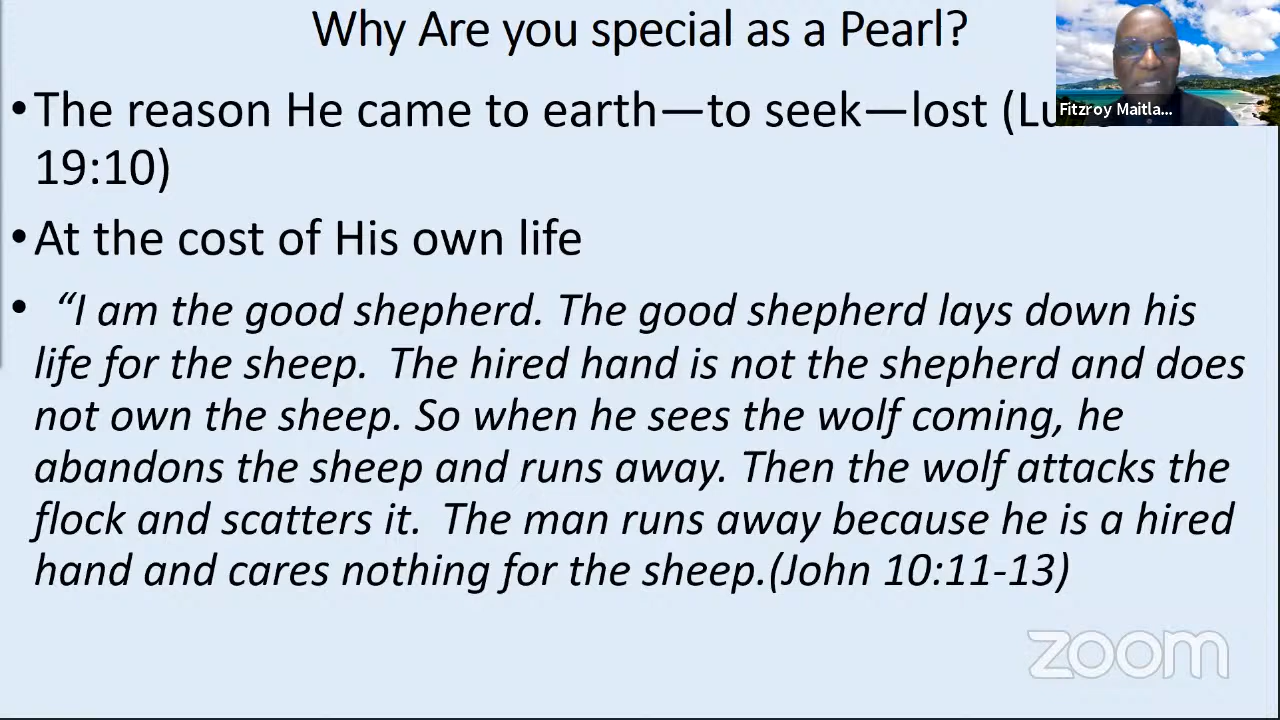 Why Are you special as a Pearl?
Fitzroy Maitla...
• The reason He came to earth—to seek—lost (Lu
19:10)
• At the cost of His own life
• “I am the good shepherd. The good shepherd lays down his
life for the sheep. The hired hand is not the shepherd and does
not own the sheep. So when he sees the wolf coming, he
abandons the sheep and runs away. Then the wolf attacks the
flock and scatters it. The man runs away because he is a hired
hand and cares nothing for the sheep.(John 10:11-13)
zoom